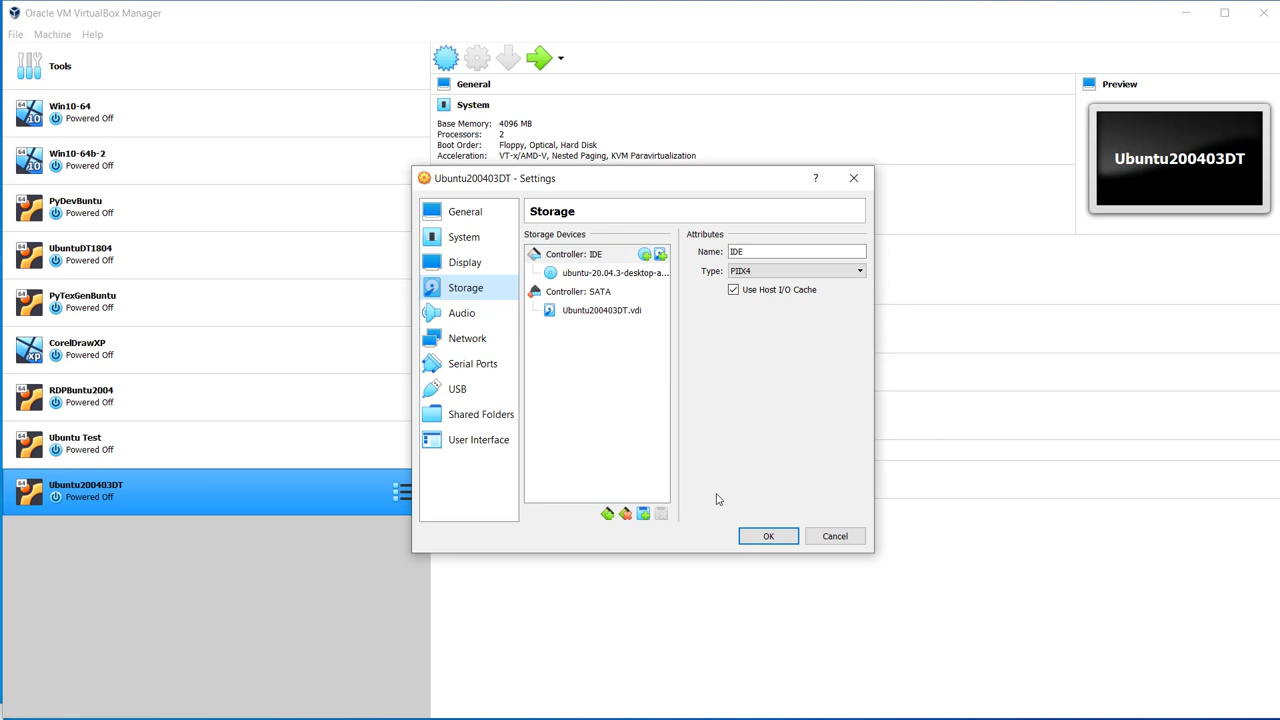 Oracle VM VirtualBox Manager
File Machine Help
Tools
Win10-64
Powered Off
Win10-64b-2
Powered Off
PyDevBuntu
Powered Off
UbuntuDT1804
Powered Off
PyTexGenBuntu
Powered Off
CorelDrawXP
Powered Off
RDPBuntu2004
Powered Off
Ubuntu Test
Powered Off
Ubuntu200403DT
Powered Off
General
System
Base Memory: 4096 MB
Processors: 2
Boot Order: Floppy, Optical, Hard Disk
Acceleration: VT-x/AMD-V, Nested Paging, KVM Paravirtualization
Preview
Ubuntu200403DT
Ubuntu200403DT - Settings
?
General
System
Display
Storage
Audio
Network
Serial Ports
USB
Shared Folders
User Interface
Storage
Storage Devices
Controller: IDE
ubuntu-20.04.3-desktop-a...
Controller: SATA
Ubuntu200403DT.vdi
Attributes
Name: IDE
Type: PIIX4
Use Host I/O Cache
OK Cancel